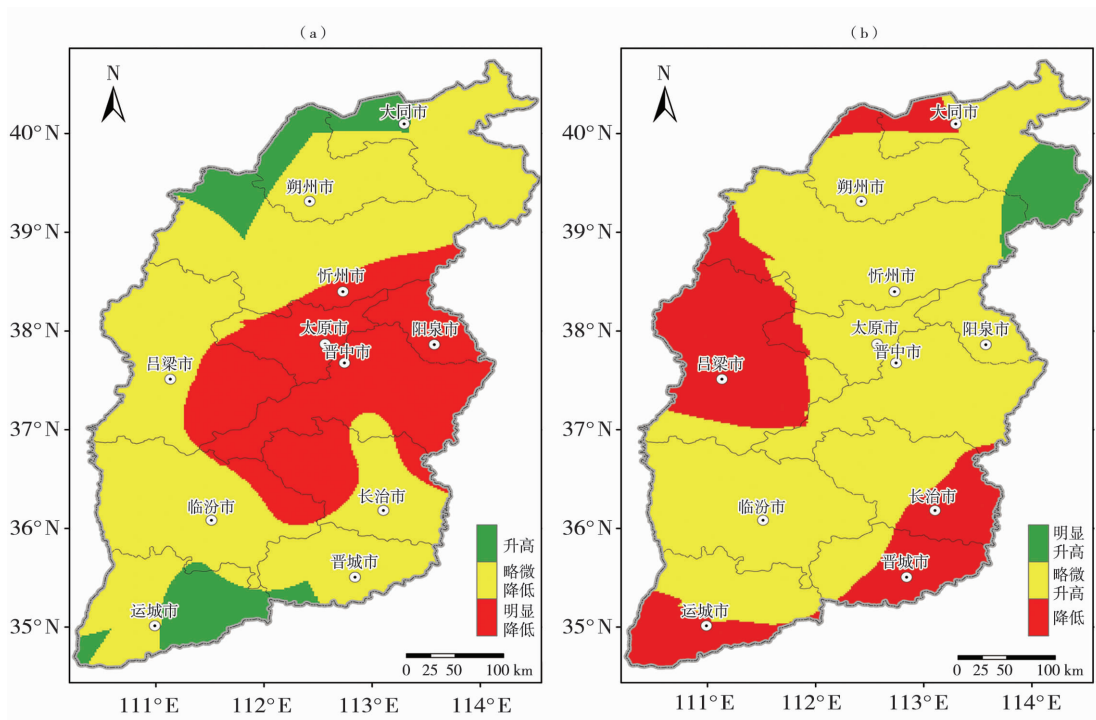 (a)
N
大同市
40°N
朔州市
39°N
忻州市
38°N
太原市
阳泉市
晋中市
吕梁市
37°N
长治市
临汾市
36°N
升高
晋城市
略微
降低
运城市
明显
降低
35°N
0 25 50 100 km
111°E 112°E 113°E 114°E
(b)
N
大同市
40°N
朔州市
39°N
忻州市
38°N
太原市
阳泉市
晋中市
吕梁市
37°N
长治市
临汾市
36°N
明显
升高
晋城市
略微
升高
运城市
降低
35°N
0 25 50 100 km
111°E 112°E 113°E 114°E